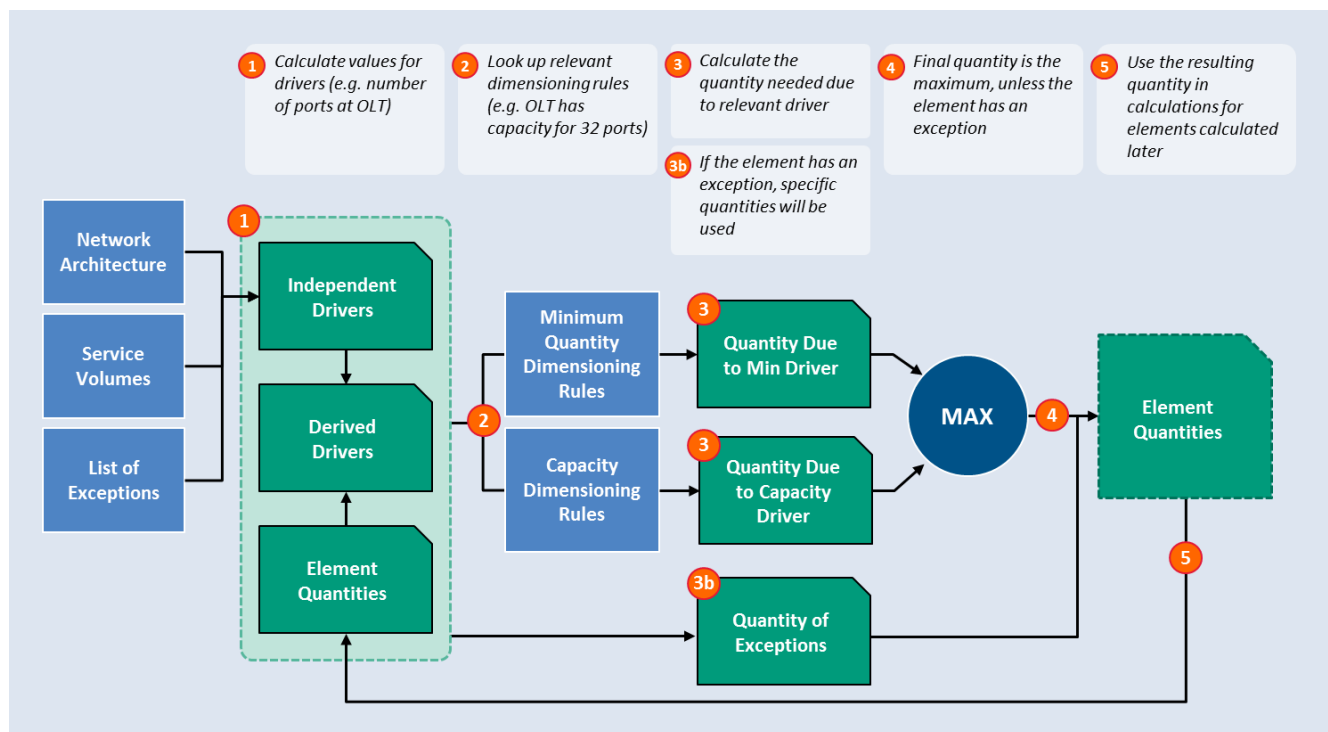 1
Calculate values for
drivers (e.g. number
of ports at OLT)
2
Look up relevant
dimensioning rules
(e.g. OLT has
capacity for 32 ports)
3
Calculate the
quantity needed due
to relevant driver
3b
If the element has an
exception, specific
quantities will be
used
4
Final quantity is the
maximum, unless the
element has an
exception
5
Use the resulting
quantity in
calculations for
elements calculated
later
Network
Architecture
Service
Volumes
List of
Exceptions
1
Independent
Drivers
Derived
Drivers
Element
Quantities
2
Minimum
Quantity
Dimensioning
Rules
Capacity
Dimensioning
Rules
3
Quantity Due
to Min Driver
3
Quantity Due
to Capacity
Driver
3b
Quantity of
Exceptions
MAX
4
Element
Quantities
5